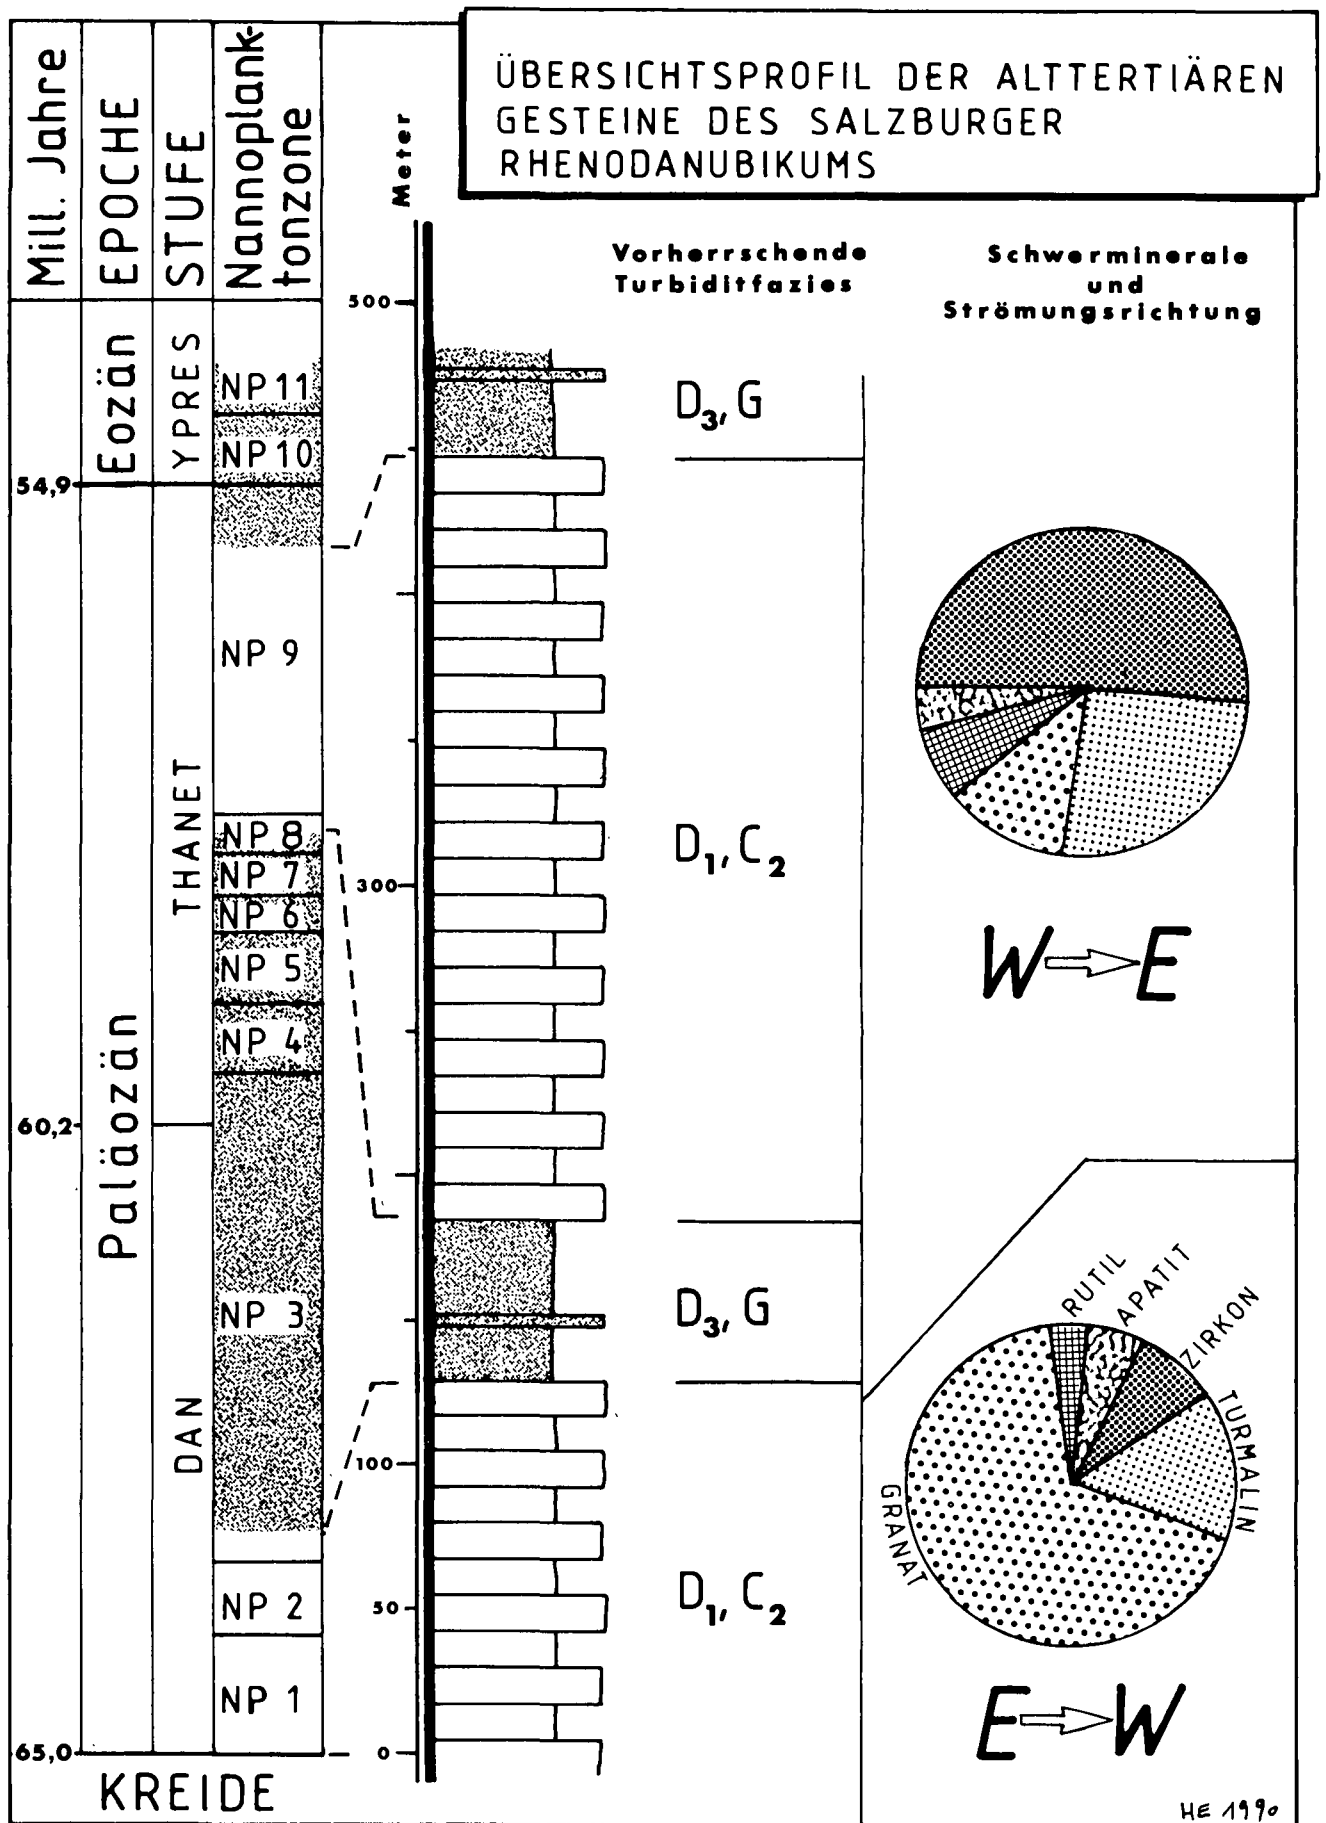 ÜBERSICHTSPROFIL DER ALTTERTIÄREN
GESTEINE DES SALZBURGER
RHENODANUBIKUMS
Mill. Jahre
EPOCHE
STUFE
Nannoplank-
tonzone
Meter
Vorherrschende
Turbiditfazies
Schwerminerale
und
Strömungsrichtung
54,9
60,2
65,0
Eozän
Paläozän
YPRES
THANET
DAN
NP 11
NP 10
NP 9
NP 8
NP 7
NP 6
NP 5
NP 4
NP 3
NP 2
NP 1
KREIDE
500
300
100
50
0
D3, G
D1, C2
D3, G
D1, C2
W E
RUTIL
APATIT
ZIRKON
TURMALIN
GRANAT
E W
HE 1990